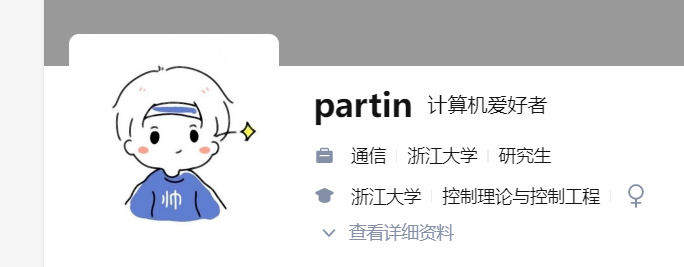 partin 计算机爱好者
通信 浙江大学 研究生
浙江大学 控制理论与控制工程
查看详细资料
帅